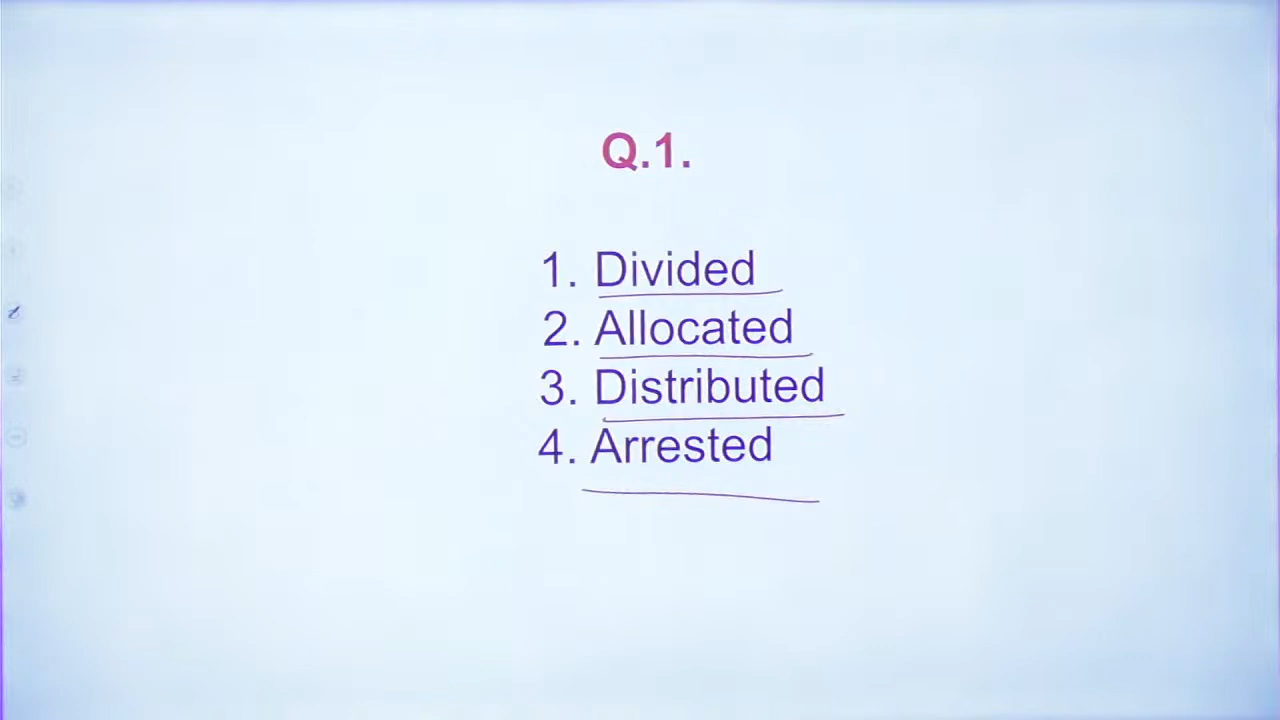 Q.1.
1. Divided
2. Allocated
3. Distributed
4. Arrested